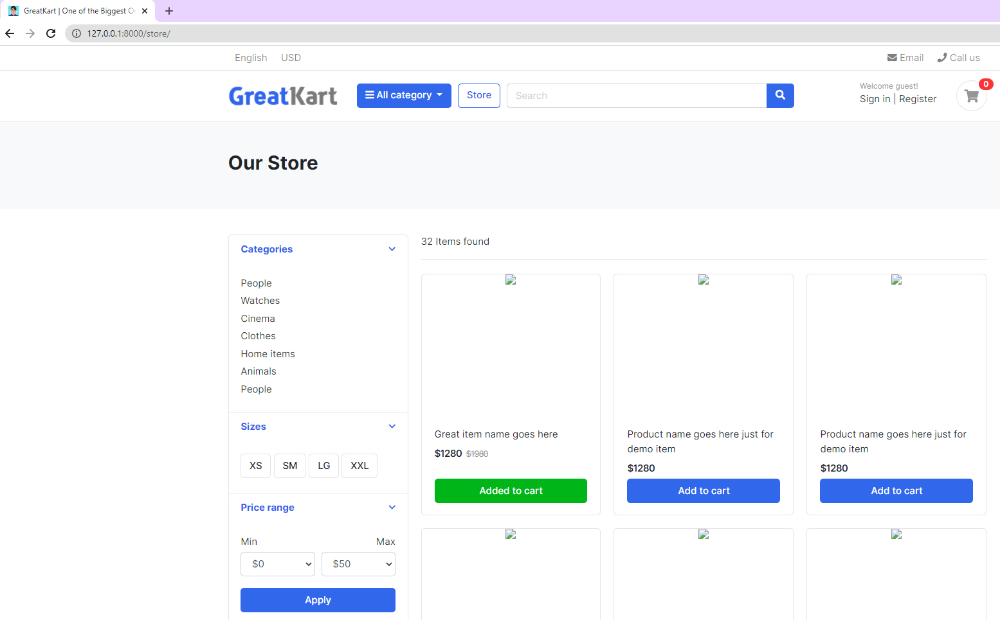 GreatKart | One of the Biggest O
127.0.0.1:8000/store/
English USD
Email Call us
GreatKart
All category
Store
Search
Welcome guest!
Sign in | Register
0
Our Store
Categories
People
Watches
Cinema
Clothes
Home items
Animals
People
Sizes
XS SM LG XXL
Price range
Min Max
$0 $50
Apply
32 Items found
Great item name goes here
$1280 $1980
Added to cart
Product name goes here just for
demo item
$1280
Add to cart
Product name goes here just for
demo item
$1280
Add to cart